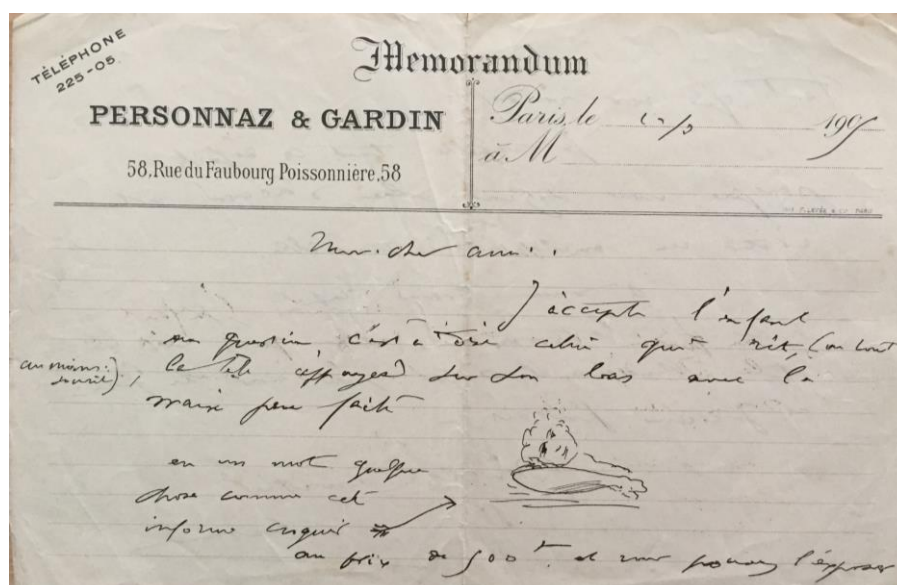 TÉLÉPHONE
225-05.
Memorandum
PERSONNAZ & GARDIN
58, Rue du Faubourg Poissonnière, 58
Paris, le 190
à M
Mon cher ami.
J'accepte l'enfant
en question c'est à dire celui qui rit, (ou tout
au moins
sourit), la tête appuyée sur son bras avec la
main peu faite
en un mot quelque
chose comme cet
informe croquis
au prix de 500 f. et vous pouvez l'exposer